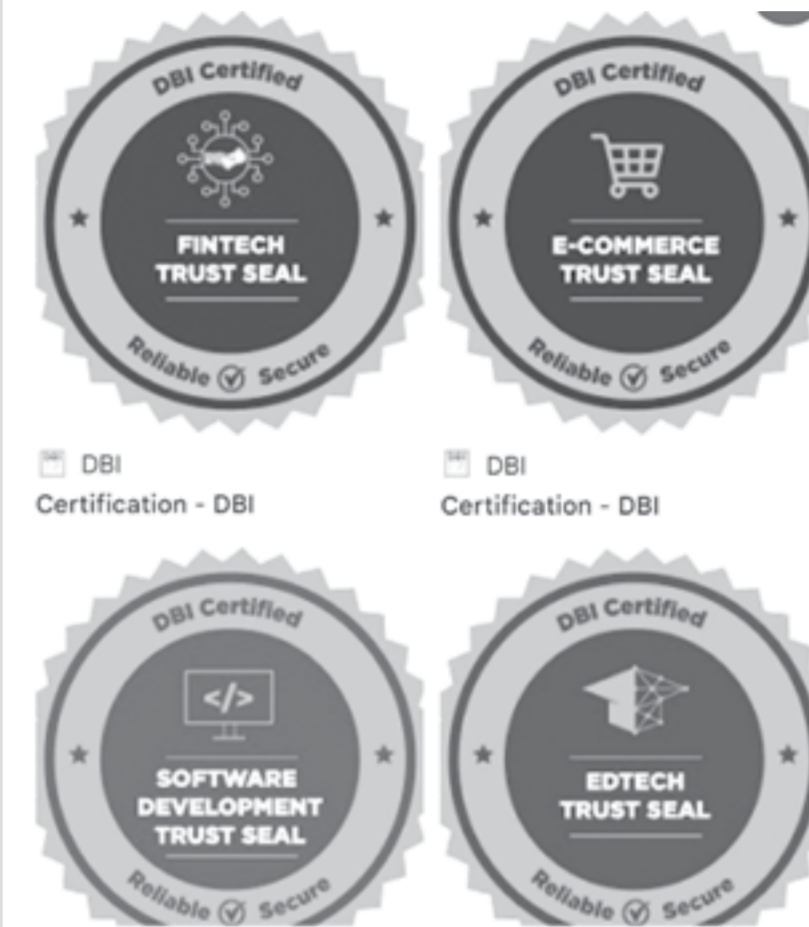 DBI Certified
FINTECH
TRUST SEAL
Reliable Secure
DBI Certified
E-COMMERCE
TRUST SEAL
Reliable Secure
DBI
Certification - DBI
DBI
Certification - DBI
DBI Certified
</>
SOFTWARE
DEVELOPMENT
TRUST SEAL
Reliable Secure
DBI Certified
EDTECH
TRUST SEAL
Reliable Secure